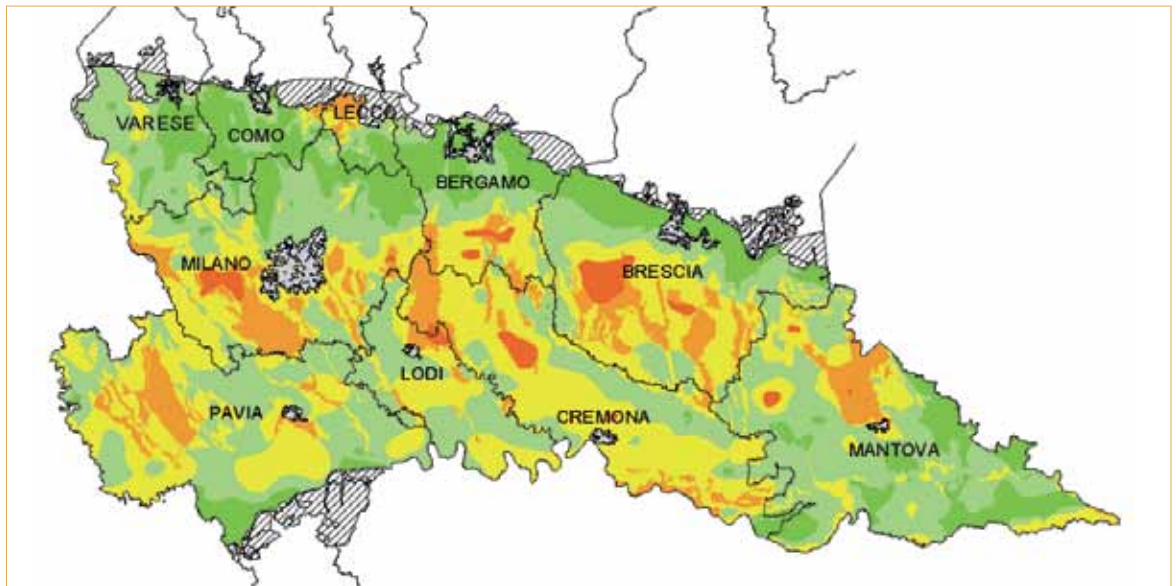 VARESE
COMO
LECCO
BERGAMO
MILANO
BRESCIA
LODI
PAVIA
CREMONA
MANTOVA